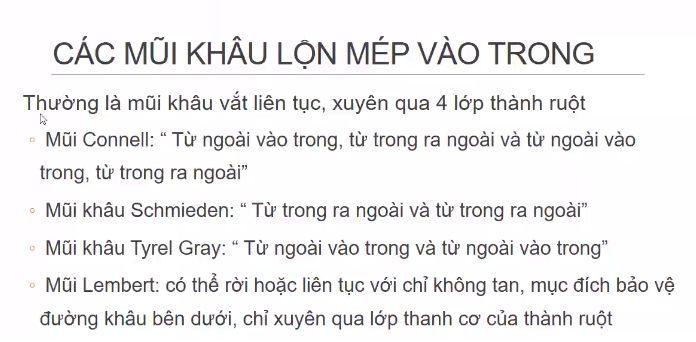 CÁC MŨI KHÂU LỘN MÉP VÀO TRONG
Thường là mũi khâu vắt liên tục, xuyên qua 4 lớp thành ruột
◦ Mũi Connell: “ Từ ngoài vào trong, từ trong ra ngoài và từ ngoài vào
trong, từ trong ra ngoài”
◦ Mũi khâu Schmieden: “ Từ trong ra ngoài và từ trong ra ngoài”
◦ Mũi khâu Tyrel Gray: “ Từ ngoài vào trong và từ ngoài vào trong”
◦ Mũi Lembert: có thể rời hoặc liên tục với chỉ không tan, mục đích bảo vệ
đường khâu bên dưới, chỉ xuyên qua lớp thanh cơ của thành ruột